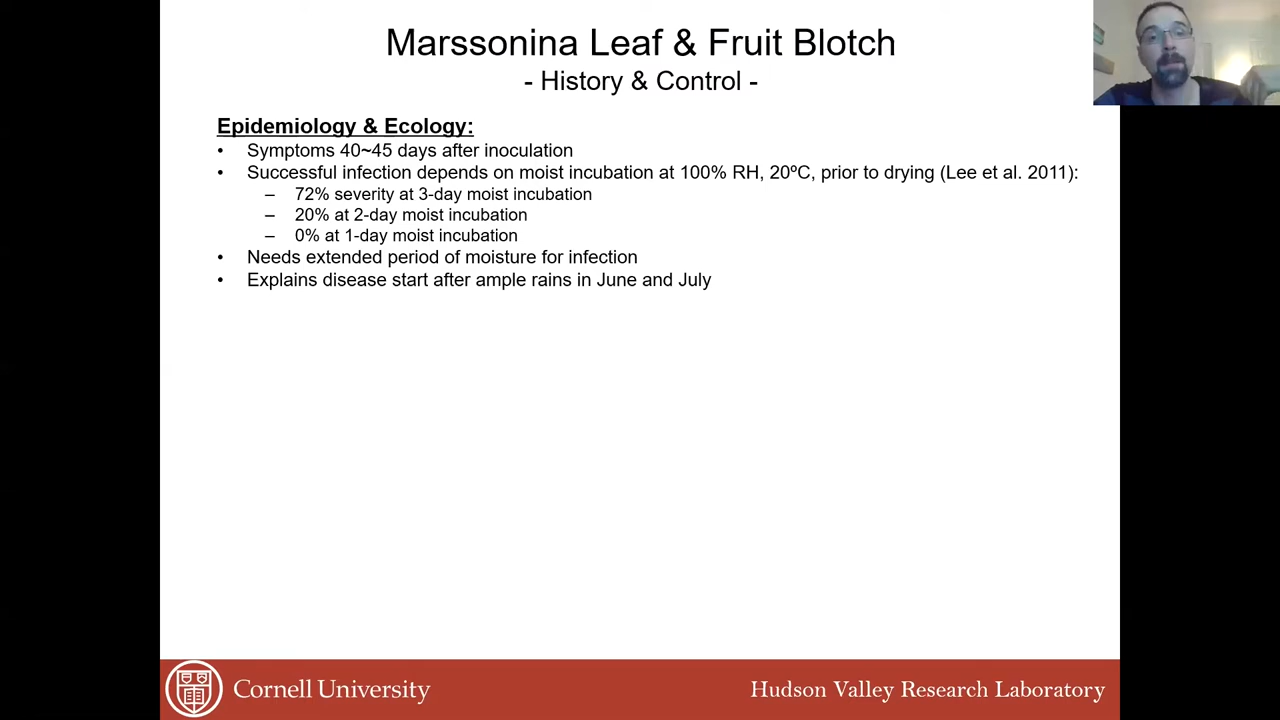 Marssonina Leaf & Fruit Blotch
- History & Control -
Epidemiology & Ecology:
• Symptoms 40~45 days after inoculation
• Successful infection depends on moist incubation at 100% RH, 20ºC, prior to drying (Lee et al. 2011):
– 72% severity at 3-day moist incubation
– 20% at 2-day moist incubation
– 0% at 1-day moist incubation
• Needs extended period of moisture for infection
• Explains disease start after ample rains in June and July
Cornell University
Hudson Valley Research Laboratory